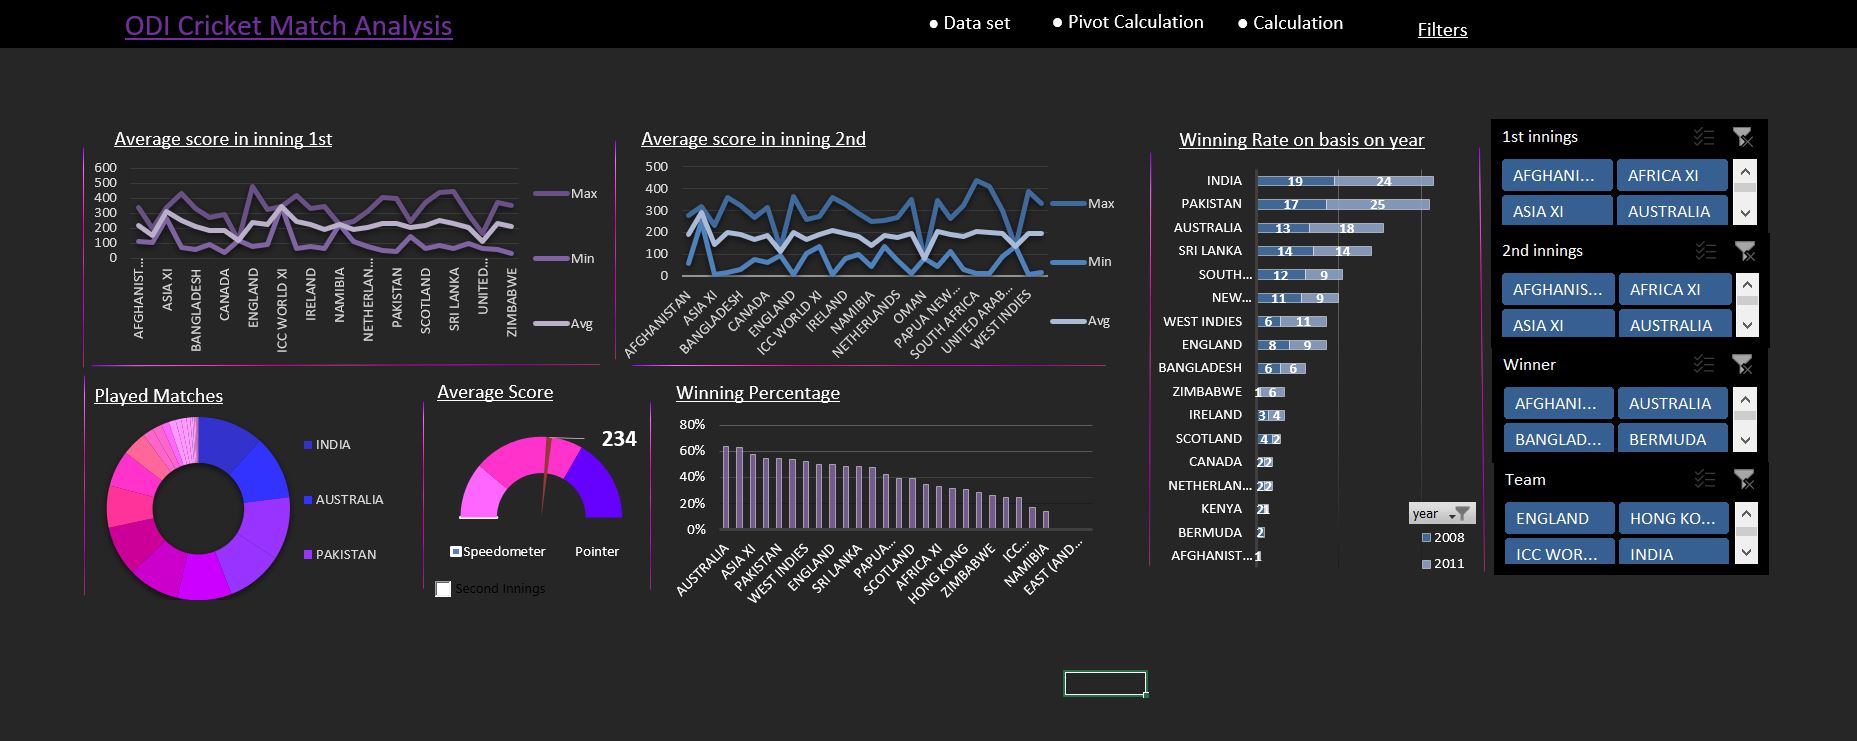 ODI Cricket Match Analysis
● Data set
● Pivot Calculation
● Calculation
Filters
Average score in inning 1st
600
500
400
300
200
100
0
AFGHANIST...
ASIA XI
BANGLADESH
CANADA
ENGLAND
ICC WORLD XI
IRELAND
NAMIBIA
NETHERLAN...
PAKISTAN
SCOTLAND
SRI LANKA
UNITED...
ZIMBABWE
Max
Min
Avg
Average score in inning 2nd
500
400
300
200
100
0
AFGHANISTAN
ASIA XI
BANGLADESH
CANADA
ENGLAND
ICC WORLD XI
IRELAND
NAMIBIA
NETHERLANDS
OMAN
PAPUA NEW...
SOUTH AFRICA
UNITED ARAB...
WEST INDIES
Max
Min
Avg
Played Matches
INDIA
AUSTRALIA
PAKISTAN
Average Score
234
Speedometer
Pointer
Second Innings
Winning Percentage
80%
60%
40%
20%
0%
AUSTRALIA
ASIA XI
PAKISTAN
WEST INDIES
ENGLAND
SRI LANKA
PAPUA...
SCOTLAND
AFRICA XI
HONG KONG
ZIMBABWE
ICC...
NAMIBIA
EAST (AND...
Winning Rate on basis on year
INDIA 19 24
PAKISTAN 17 25
AUSTRALIA 13 18
SRI LANKA 14 14
SOUTH... 12 9
NEW... 11 9
WEST INDIES 6 11
ENGLAND 8 9
BANGLADESH 6 6
ZIMBABWE 1 6
IRELAND 3 4
SCOTLAND 4 2
CANADA 2 2
NETHERLAN... 2 2
KENYA 2 1
BERMUDA 2
AFGHANIST... 1
year
2008
2011
1st innings
AFGHANI...
AFRICA XI
ASIA XI
AUSTRALIA
2nd innings
AFGHANIS...
AFRICA XI
ASIA XI
AUSTRALIA
Winner
AFGHANI...
AUSTRALIA
BANGLAD...
BERMUDA
Team
ENGLAND
HONG KO...
ICC WOR...
INDIA